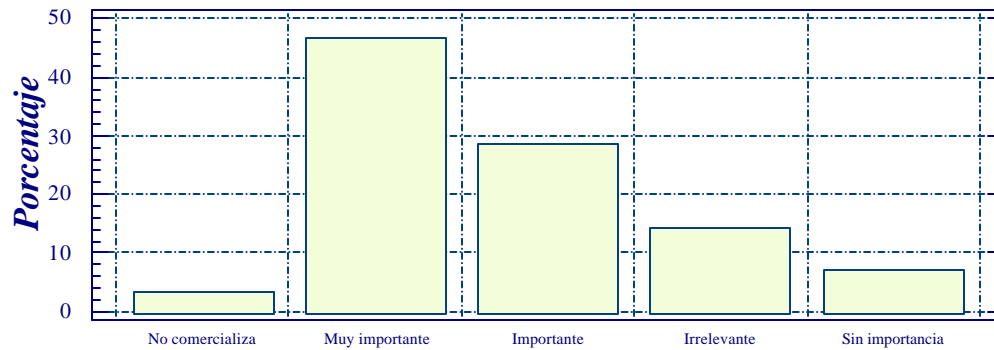 Porcentaje
50
40
30
20
10
0
No comercializa
Muy importante
Importante
Irrelevante
Sin importancia